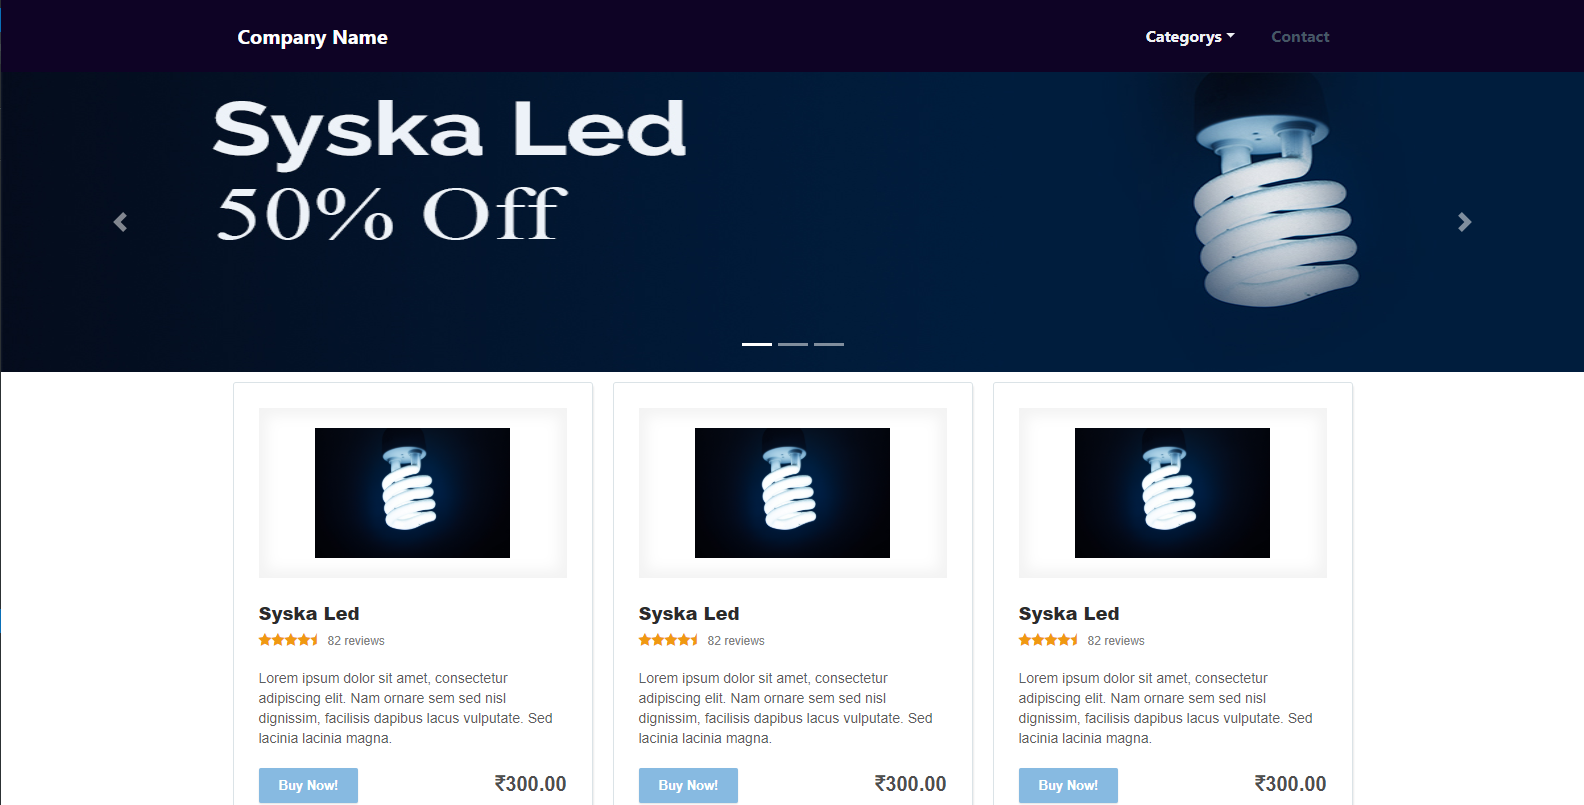 Company Name
Categorys
Contact
Syska Led
50% Off
Syska Led
82 reviews
Lorem ipsum dolor sit amet, consectetur
adipiscing elit. Nam ornare sem sed nisl
dignissim, facilisis dapibus lacus vulputate. Sed
lacinia lacinia magna.
Buy Now!
₹300.00
Syska Led
82 reviews
Lorem ipsum dolor sit amet, consectetur
adipiscing elit. Nam ornare sem sed nisl
dignissim, facilisis dapibus lacus vulputate. Sed
lacinia lacinia magna.
Buy Now!
₹300.00
Syska Led
82 reviews
Lorem ipsum dolor sit amet, consectetur
adipiscing elit. Nam ornare sem sed nisl
dignissim, facilisis dapibus lacus vulputate. Sed
lacinia lacinia magna.
Buy Now!
₹300.00